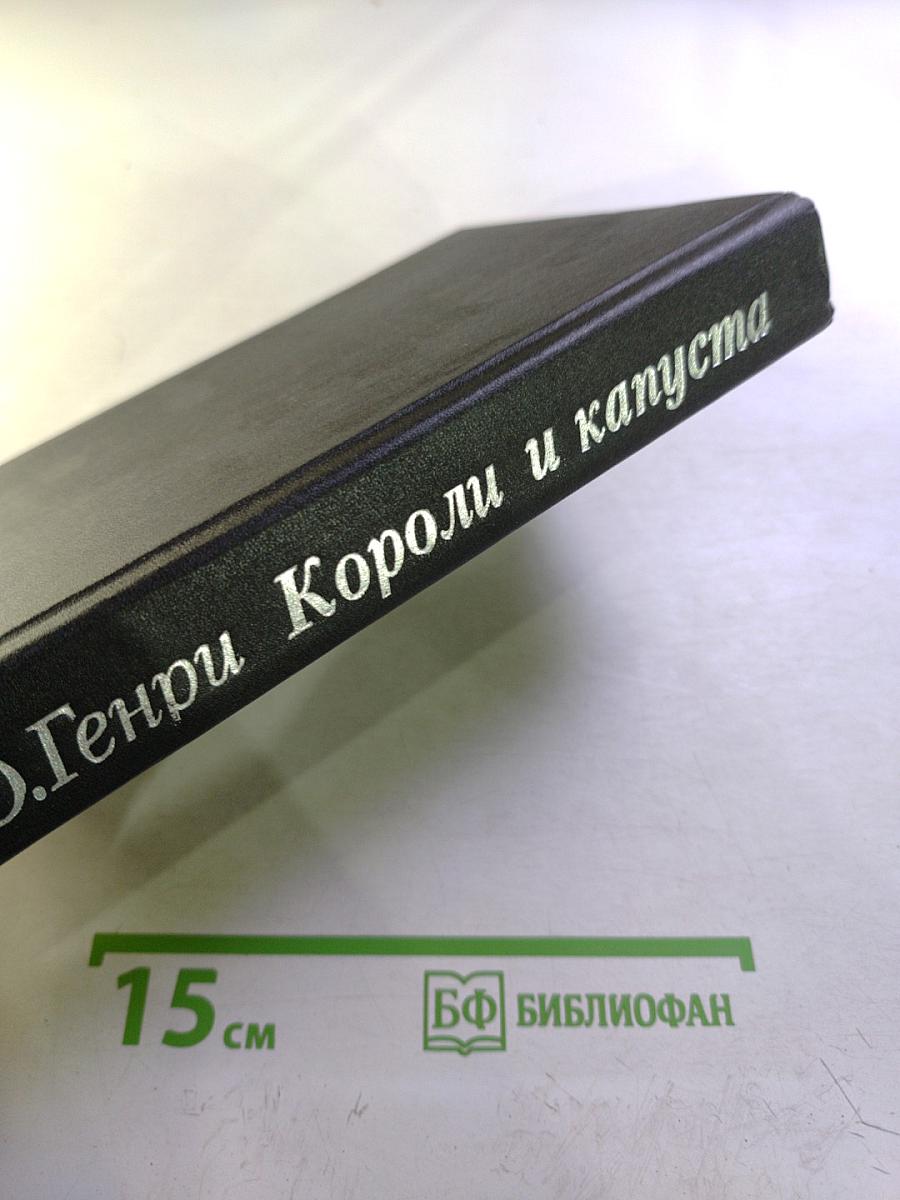 О.Генри Короли и капуста
15 см
БФ БИБЛИОФАН